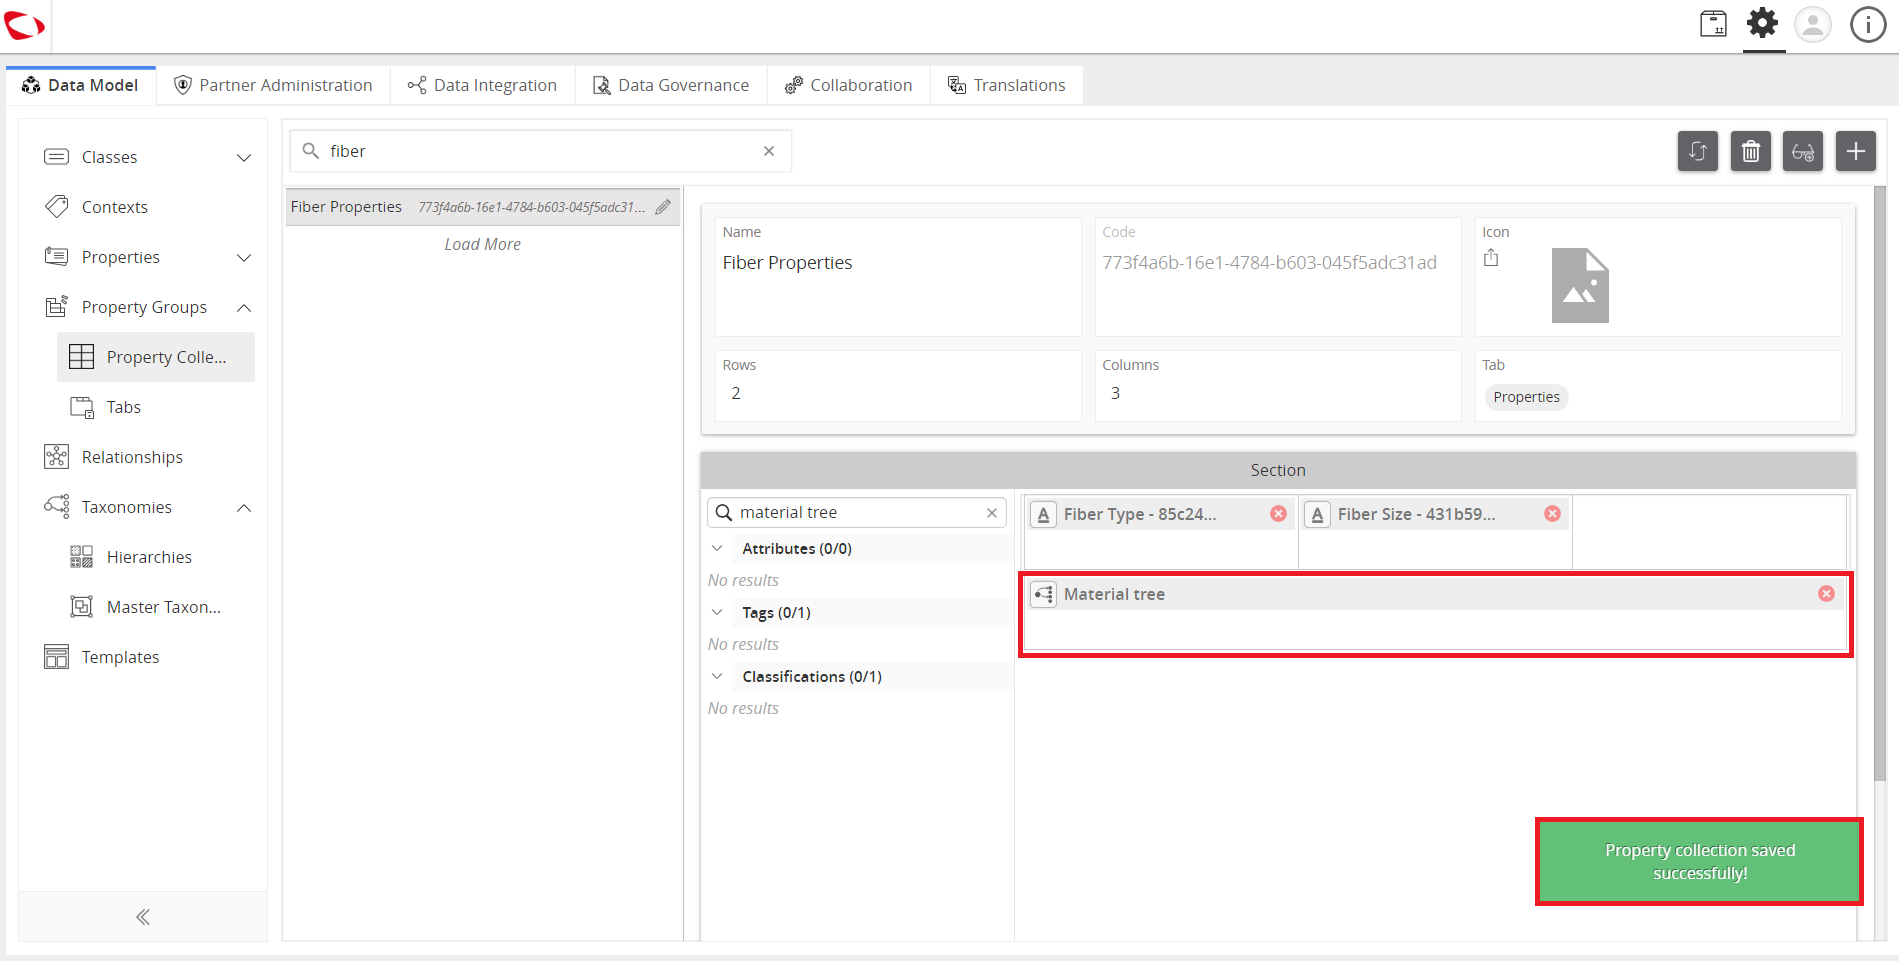 Data Model
Partner Administration
Data Integration
Data Governance
Collaboration
Translations
Classes
Contexts
Properties
Property Groups
Property Colle...
Tabs
Relationships
Taxonomies
Hierarchies
Master Taxon...
Templates
fiber
Fiber Properties 773f4a6b-16e1-4784-b603-045f5adc31...
Load More
Name
Fiber Properties
Code
773f4a6b-16e1-4784-b603-045f5adc31ad
Icon
Rows
2
Columns
3
Tab
Properties
Section
material tree
Attributes (0/0)
No results
Tags (0/1)
No results
Classifications (0/1)
No results
Fiber Type - 85c24...
Fiber Size - 431b59...
Material tree
Property collection saved
successfully!